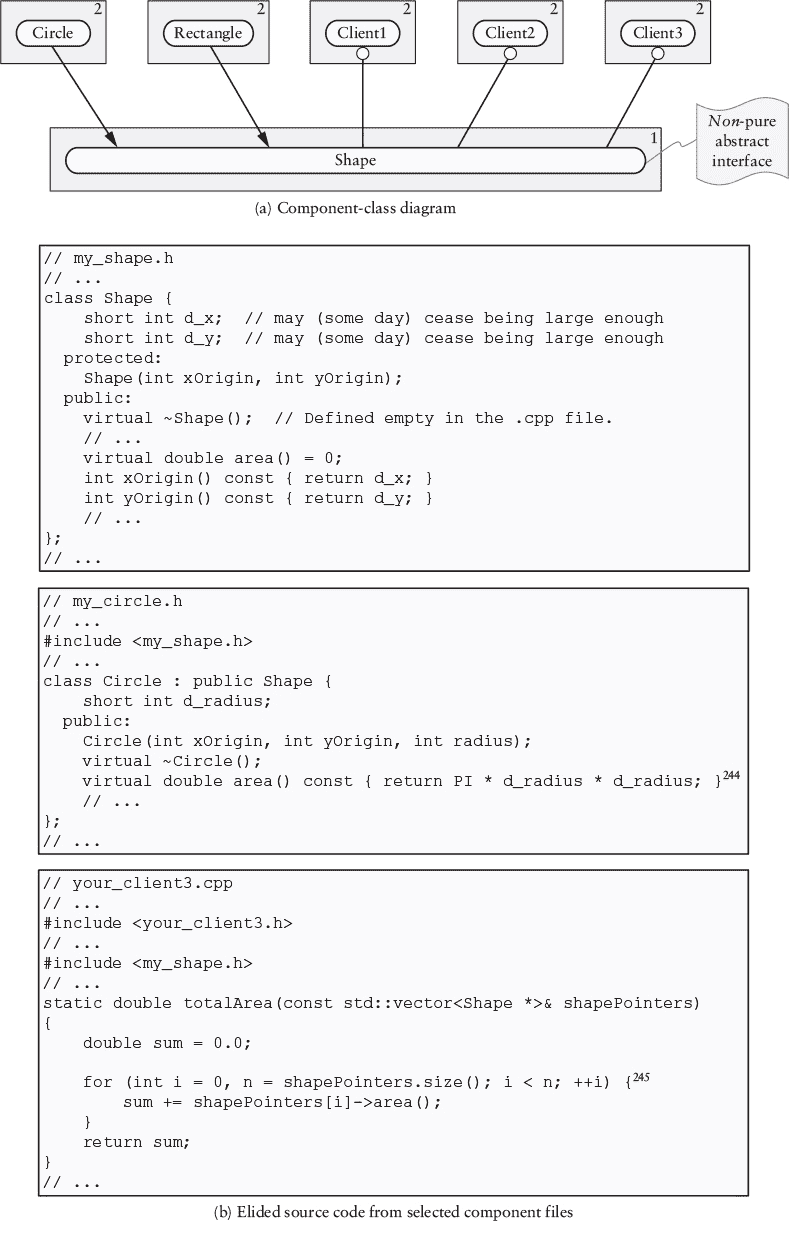 2 2 2 2 2
Circle Rectangle Client1 Client2 Client3
1
Shape
Non-pure
abstract
interface
(a) Component-class diagram
// my_shape.h
// ...
class Shape {
    short int d_x;  // may (some day) cease being large enough
    short int d_y;  // may (some day) cease being large enough
  protected:
    Shape(int xOrigin, int yOrigin);
  public:
    virtual ~Shape();  // Defined empty in the .cpp file.
    // ...
    virtual double area() = 0;
    int xOrigin() const { return d_x; }
    int yOrigin() const { return d_y; }
    // ...
};
// ...
// my_circle.h
// ...
#include <my_shape.h>
// ...
class Circle : public Shape {
    short int d_radius;
  public:
    Circle(int xOrigin, int yOrigin, int radius);
    virtual ~Circle();
    virtual double area() const { return PI * d_radius * d_radius; }244
    // ...
};
// ...
// your_client3.cpp
// ...
#include <your_client3.h>
// ...
#include <my_shape.h>
// ...
static double totalArea(const std::vector<Shape *>& shapePointers)
{
    double sum = 0.0;
    for (int i = 0, n = shapePointers.size(); i < n; ++i) {245
        sum += shapePointers[i]->area();
    }
    return sum;
}
// ...
(b) Elided source code from selected component files